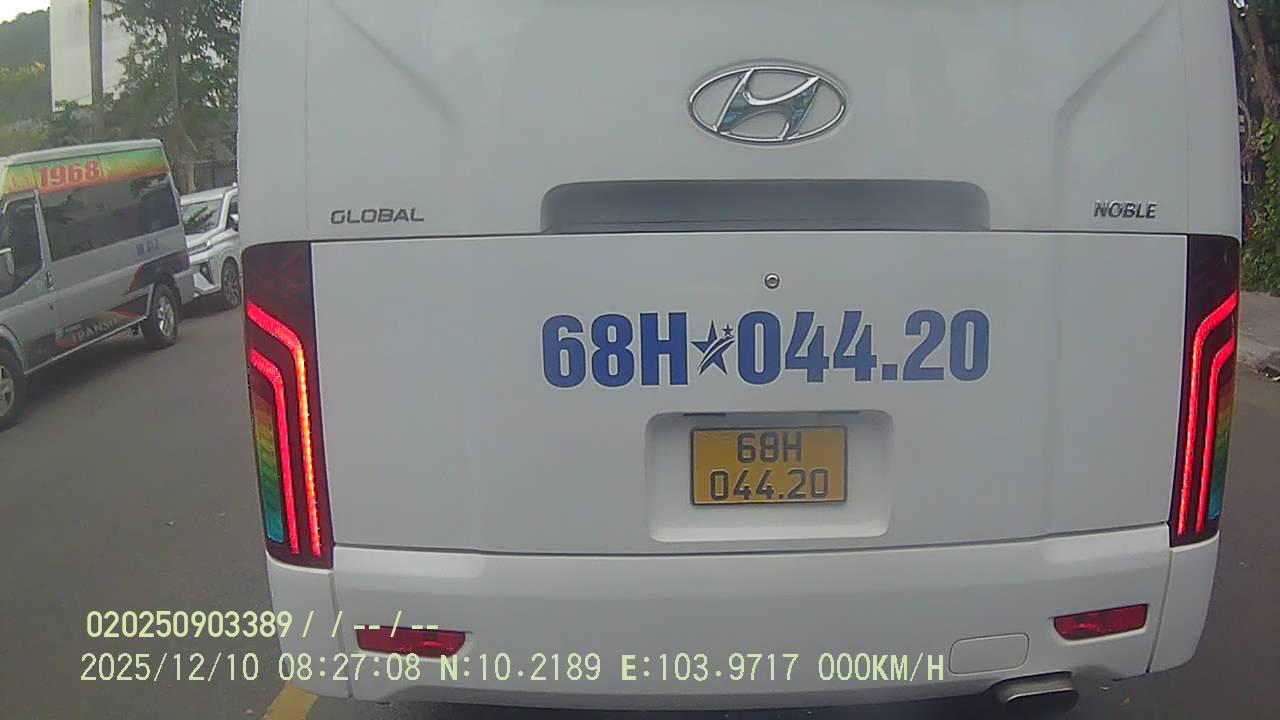 1968
TRANSIT
GLOBAL
NOBLE
68H★044.20
68H
044.20
020250903389 / / -- / --
2025/12/10 08:27:08 N:10.2189 E:103.9717 000KM/H